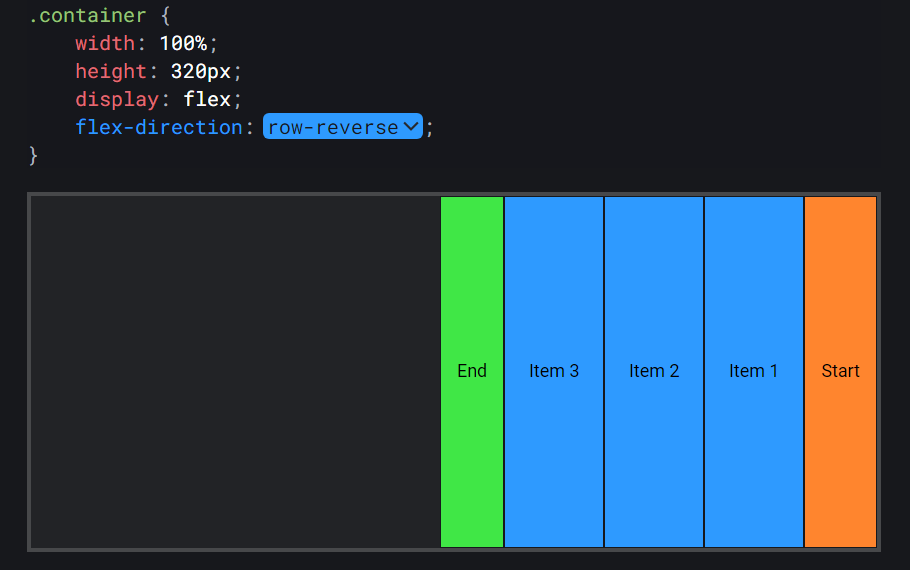 .container {
    width: 100%;
    height: 320px;
    display: flex;
    flex-direction: row-reverse;
}
End Item 3 Item 2 Item 1 Start